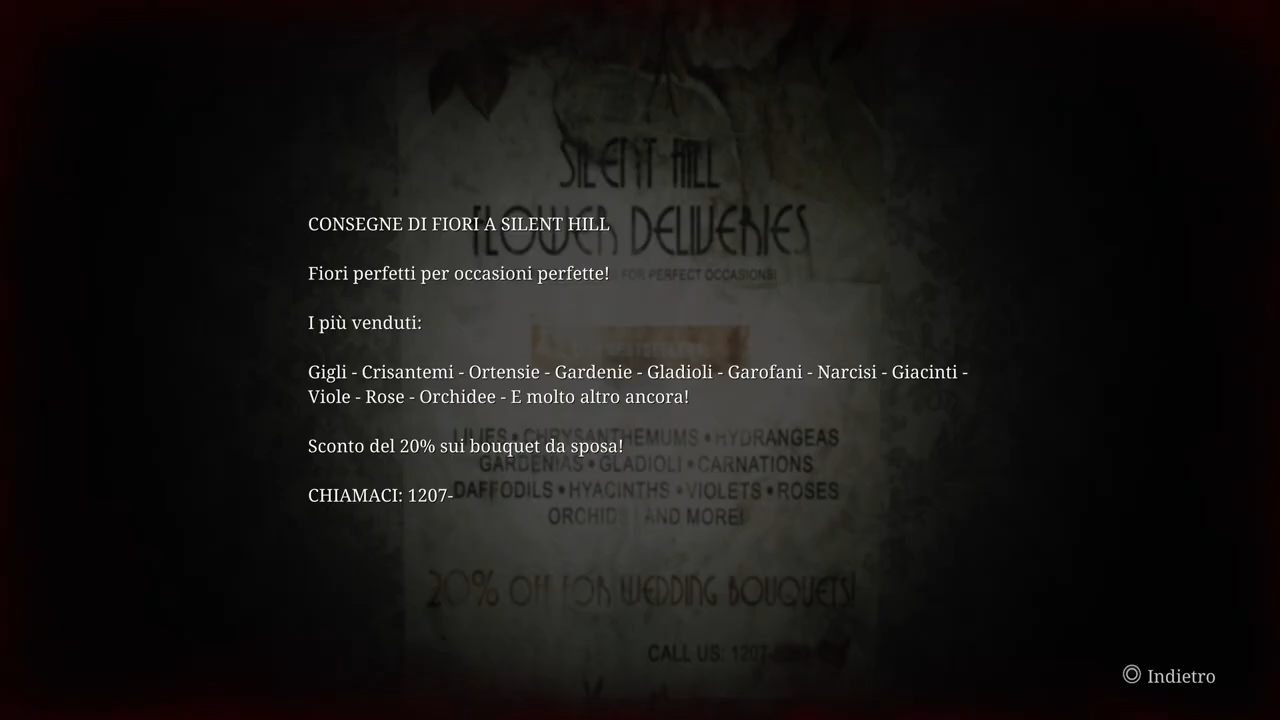 CONSEGNE DI FIORI A SILENT HILL
Fiori perfetti per occasioni perfette!
I più venduti:
Gigli - Crisantemi - Ortensie - Gardenie - Gladioli - Garofani - Narcisi - Giacinti -
Viole - Rose - Orchidee - E molto altro ancora!
Sconto del 20% sui bouquet da sposa!
CHIAMACI: 1207-
SILENT HILL
FLOWER DELIVERIES
FOR PERFECT OCCASIONS!
LILIES • CHRYSANTHEMUMS • HYDRANGEAS
GARDENIAS • GLADIOLI • CARNATIONS
DAFFODILS • HYACINTHS • VIOLETS • ROSES
ORCHIDS AND MORE!
20% OFF FOR WEDDING BOUQUETS!
CALL US: 1207-
Indietro